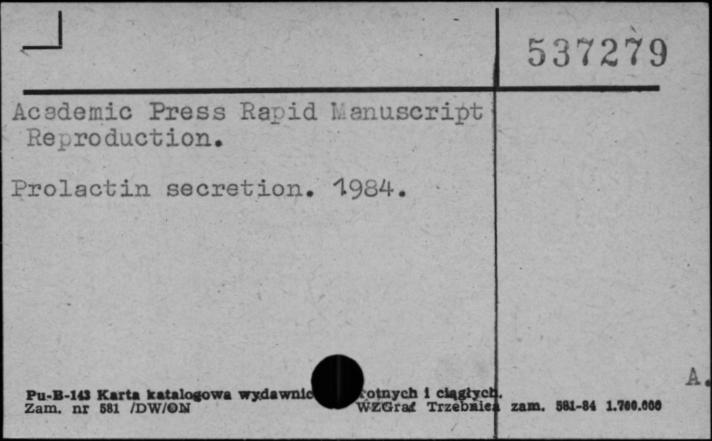 537279
Academic Press Rapid Manuscript
Reproduction.
Prolactin secretion. 1984.
A.
Pu-B-143 Karta katalogowa wydawnic otnych i ciągłych.
Zam. nr 581 /DW/ON WZGraf Trzebnica zam. 581-84 1.700.000